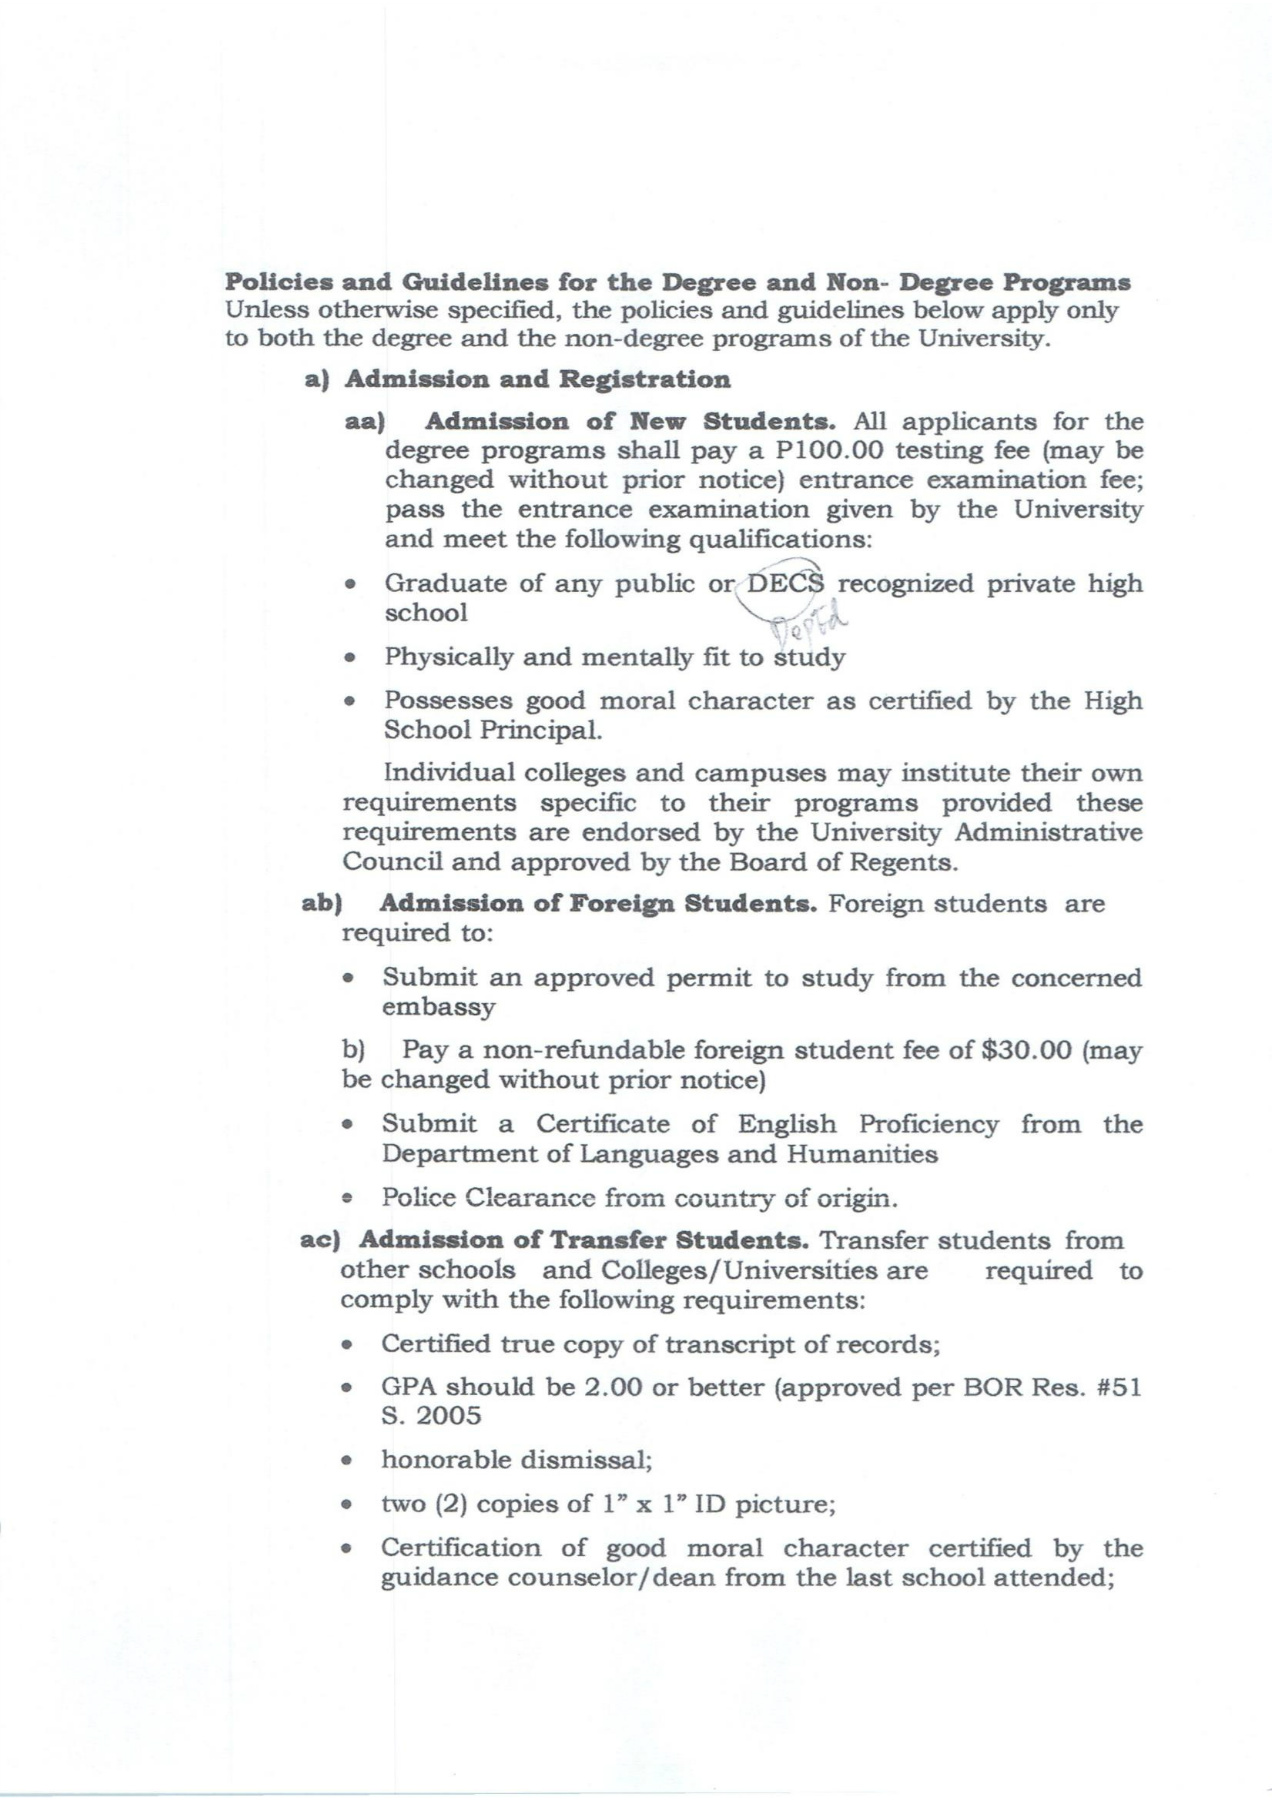 Policies and Guidelines for the Degree and Non- Degree Programs
Unless otherwise specified, the policies and guidelines below apply only
to both the degree and the non-degree programs of the University.
a) Admission and Registration
aa) Admission of New Students. All applicants for the
degree programs shall pay a P100.00 testing fee (may be
changed without prior notice) entrance examination fee;
pass the entrance examination given by the University
and meet the following qualifications:
• Graduate of any public or DECS recognized private high
school
DepEd
• Physically and mentally fit to study
• Possesses good moral character as certified by the High
School Principal.
Individual colleges and campuses may institute their own
requirements specific to their programs provided these
requirements are endorsed by the University Administrative
Council and approved by the Board of Regents.
ab) Admission of Foreign Students. Foreign students are
required to:
• Submit an approved permit to study from the concerned
embassy
b) Pay a non-refundable foreign student fee of $30.00 (may
be changed without prior notice)
• Submit a Certificate of English Proficiency from the
Department of Languages and Humanities
• Police Clearance from country of origin.
ac) Admission of Transfer Students. Transfer students from
other schools and Colleges/Universities are required to
comply with the following requirements:
• Certified true copy of transcript of records;
• GPA should be 2.00 or better (approved per BOR Res. #51
S. 2005
• honorable dismissal;
• two (2) copies of 1” x 1” ID picture;
• Certification of good moral character certified by the
guidance counselor/dean from the last school attended;